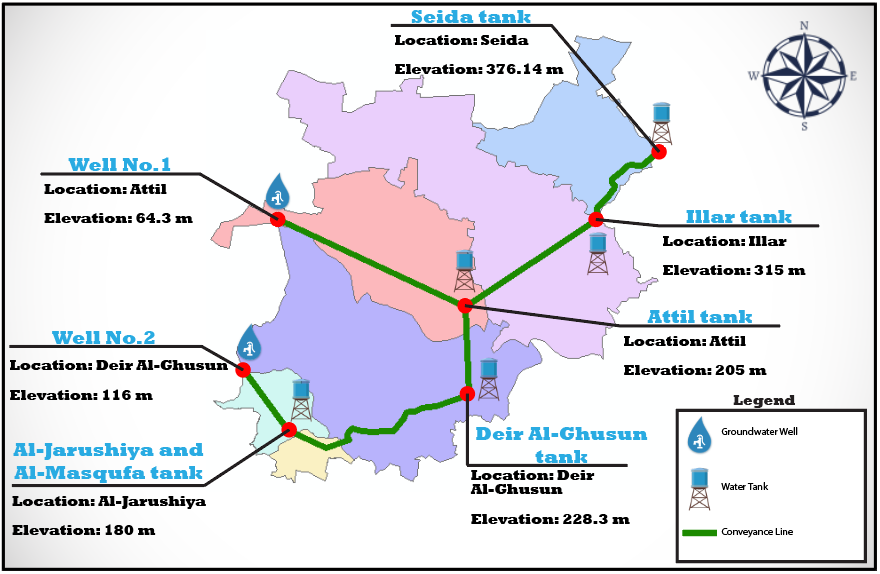 Seida tank
Location: Seida
Elevation: 376.14 m
N
W
E
S
Well No.1
Location: Attil
Elevation: 64.3 m
Illar tank
Location: Illar
Elevation: 315 m
Attil tank
Location: Attil
Elevation: 205 m
Well No.2
Location: Deir Al-Ghusun
Elevation: 116 m
Al-Jarushiya and
Al-Masqufa tank
Location: Al-Jarushiya
Elevation: 180 m
Deir Al-Ghusun
tank
Location: Deir
Al-Ghusun
Elevation: 228.3 m
Legend
Groundwater Well
Water Tank
Conveyance Line